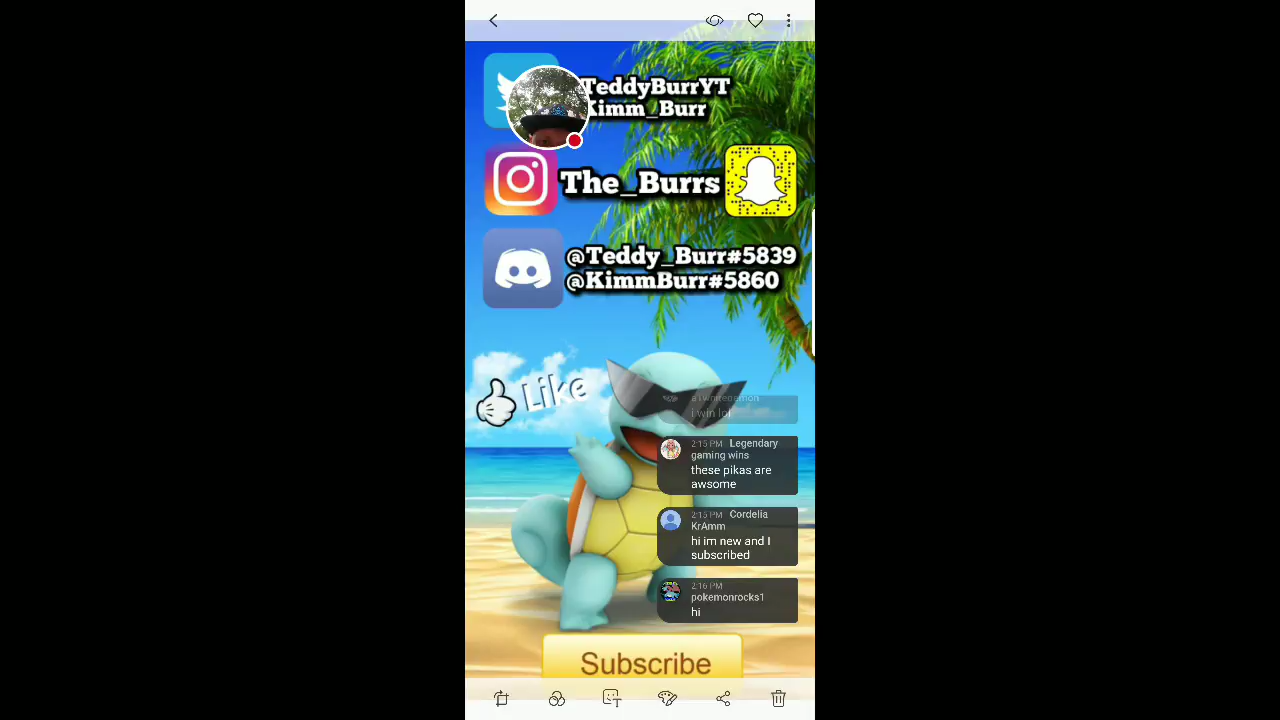 TeddyBurrYT
Kimm_Burr
The_Burrs
@Teddy_Burr#5839
@KimmBurr#5860
Like
i win lol
2:15 PM Legendary
gaming wins
these pikas are
awsome
2:15 PM Cordelia
KrAmm
hi im new and I
subscribed
2:16 PM
pokemonrocks1
hi
Subscribe